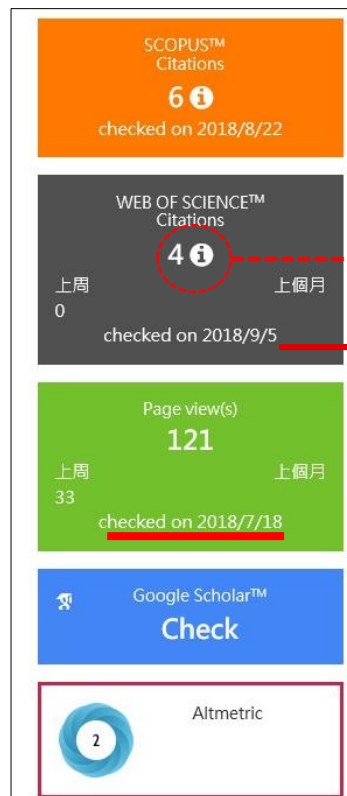 SCOPUS™
Citations
6 i
checked on 2018/8/22
WEB OF SCIENCE™
Citations
4 i
上周 上個月
0
checked on 2018/9/5
Page view(s)
121
上周 上個月
33
checked on 2018/7/18
Google Scholar™
Check
Altmetric
2